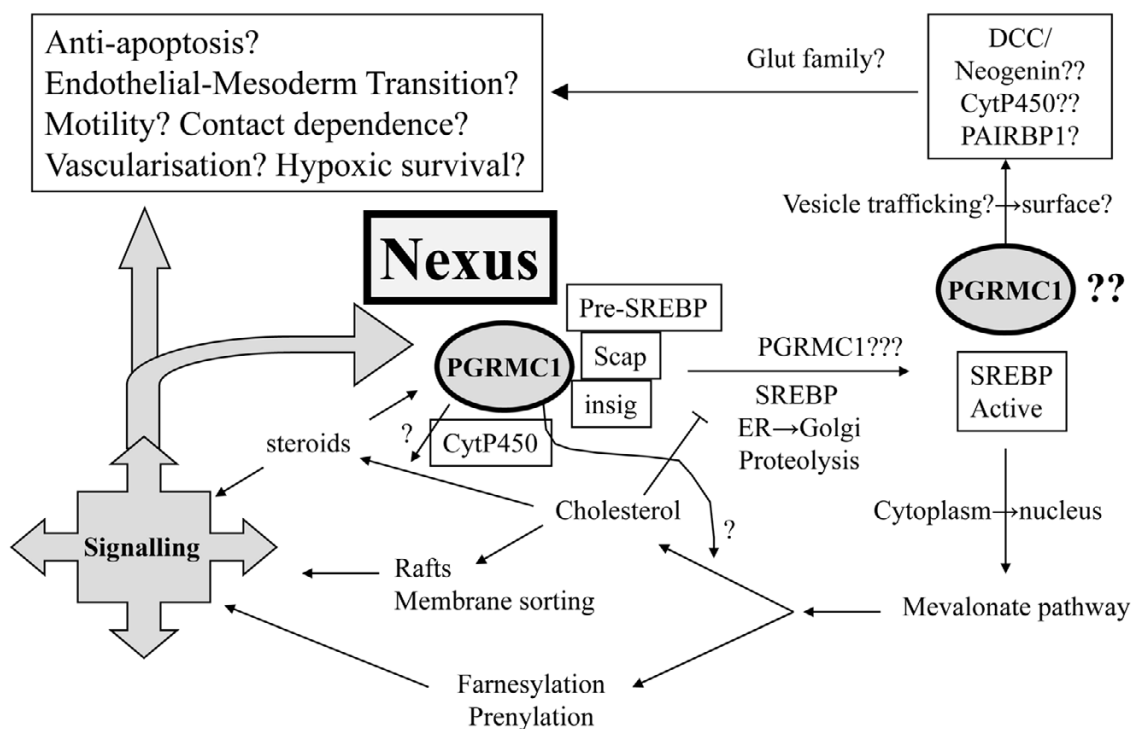 Anti-apoptosis?
Endothelial-Mesoderm Transition?
Motility? Contact dependence?
Vascularisation? Hypoxic survival?
Glut family?
DCC/
Neogenin??
CytP450??
PAIRBP1?
Vesicle trafficking?→surface?
Nexus
PGRMC1 ??
Pre-SREBP
PGRMC1
Scap
insig
PGRMC1???
SREBP
ER→Golgi
Proteolysis
SREBP
Active
steroids
?
CytP450
Cholesterol
?
Cytoplasm→nucleus
Signalling
Rafts
Membrane sorting
Mevalonate pathway
Farnesylation
Prenylation